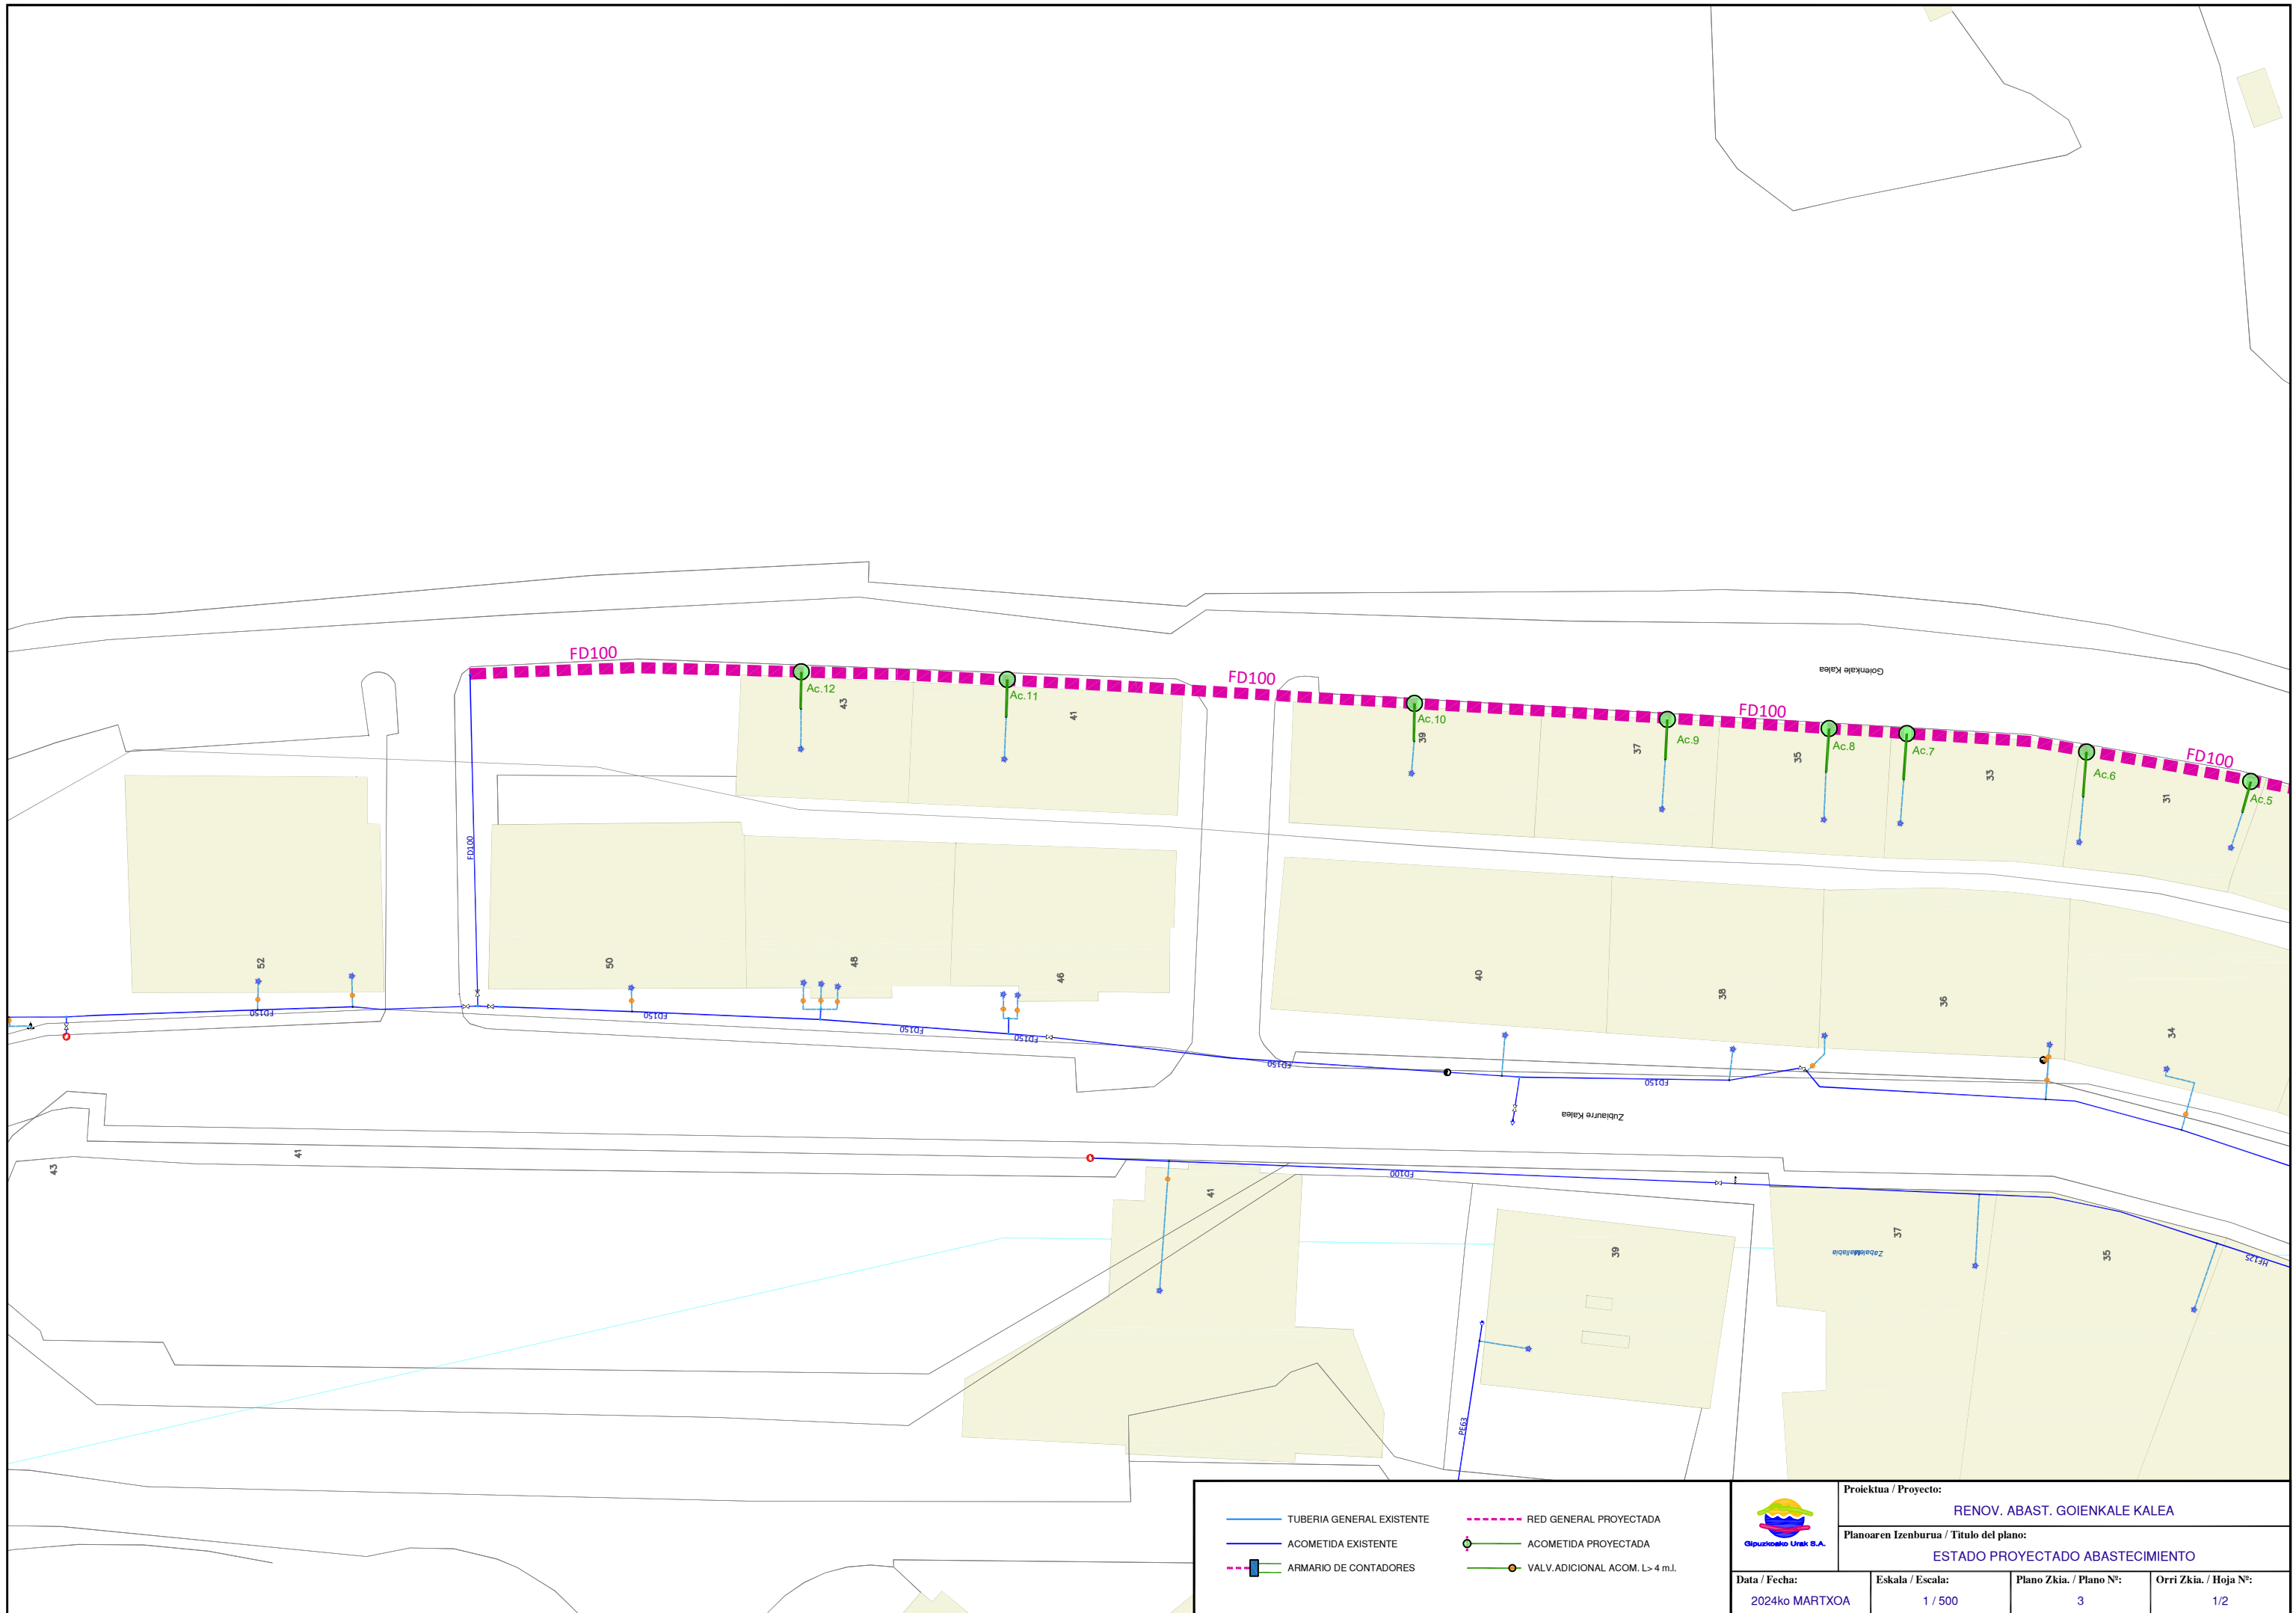 FD100
FD100
FD100
FD100
Goienkale Kalea
Ac.12
Ac.11
Ac.10
Ac.9
Ac.8
Ac.7
Ac.6
Ac.5
43
41
39
37
35
33
31
FD100
52
50
48
46
40
38
36
34
FD150
FD150
FD150
FD150
FD150
FD150
Zubiaurre Kalea
43
41
41
FD100
39
37
35
HF125
PE63
TUBERIA GENERAL EXISTENTE
RED GENERAL PROYECTADA
ACOMETIDA EXISTENTE
ACOMETIDA PROYECTADA
ARMARIO DE CONTADORES
VALV.ADICIONAL ACOM. L> 4 m.l.
Gipuzkoako Urak S.A.
Proiektua / Proyecto:
RENOV. ABAST. GOIENKALE KALEA
Planoaren Izenburua / Titulo del plano:
ESTADO PROYECTADO ABASTECIMIENTO
Data / Fecha:
2024ko MARTXOA
Eskala / Escala:
1 / 500
Plano Zkia. / Plano Nº:
3
Orri Zkia. / Hoja Nº:
1/2